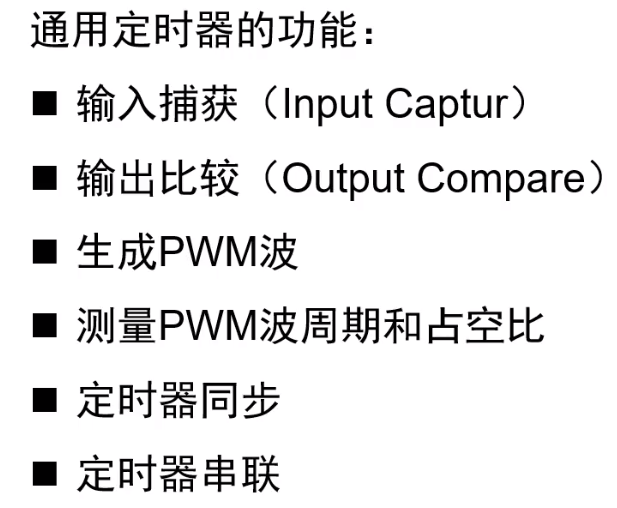 通用定时器的功能：
■ 输入捕获（Input Captur）
■ 输出比较（Output Compare）
■ 生成PWM波
■ 测量PWM波周期和占空比
■ 定时器同步
■ 定时器串联